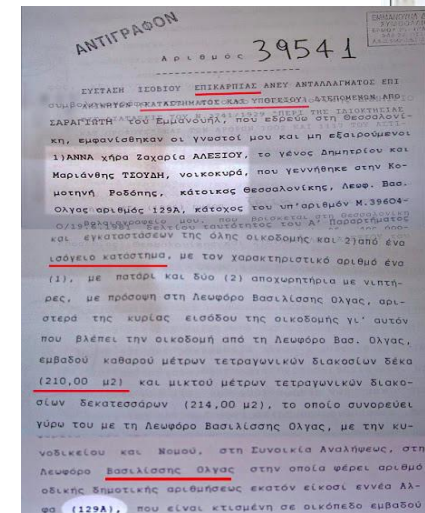 ΑΝΤΙΓΡΑΦΟΝ
Αριθμός 39541
ΣΥΣΤΑΣΗ ΙΣΟΒΙΟΥ ΕΠΙΚΑΡΠΙΑΣ ΑΝΕΥ ΑΝΤΑΛΛΑΓΜΑΤΟΣ ΕΠΙ
ΚΑΤΑΣΤΗΜΑΤΟΣ ΚΑΙ ΥΠΟΓΕΙΟΥ ΔΙΕΠΟΜΕΝΩΝ ΑΠΟ
ΣΑΡΑΓΙΩΤΗ του Εμμανουήλ, που εδρεύω στη Θεσσαλονί-
κη, εμφανίσθηκαν οι γνωστοί μου και μη εξαιρούμενοι
1)ΑΝΝΑ χήρα Ζαχαρία ΑΛΕΞΙΟΥ, το γένος Δημητρίου και
Μαριάνθης ΤΣΟΥΔΗ, νοικοκυρά, που γεννήθηκε στην Κο-
μοτηνή Ροδόπης, κάτοικος Θεσσαλονίκης, Λεωφ. Βασ.
Ολγας αριθμός 129Α, κάτοχος του υπ'αριθμόν Μ.39604-
και εγκαταστάσεων της όλης οικοδομής και 2)από ένα
ισόγειο κατάστημα, με τον χαρακτηριστικό αριθμό ένα
(1), με πατάρι και δύο (2) αποχωρητήρια με νιπτή-
ρες, με πρόσοψη στη Λεωφόρο Βασιλίσσης Ολγας, αρι-
στερά της κυρίας εισόδου της οικοδομής γι' αυτόν
που βλέπει την οικοδομή από τη Λεωφόρο Βασ. Ολγας,
εμβαδού καθαρού μέτρων τετραγωνικών διακοσίων δέκα
(210,00 μ2) και μικτού μέτρων τετραγωνικών διακο-
σίων δεκατεσσάρων (214,00 μ2), το οποίο συνορεύει
γύρω του με τη Λεωφόρο Βασιλίσσης Ολγας, με την κυ-
νοδικείου και Νομού, στη Συνοικία Αναλήψεως, στη
Λεωφόρο Βασιλίσσης Ολγας στην οποία φέρει αριθμό
οδικής δημοτικής αριθμήσεως εκατόν είκοσι εννέα Αλ-
φα (129Α), που είναι κτισμένη σε οικόπεδο εμβαδού